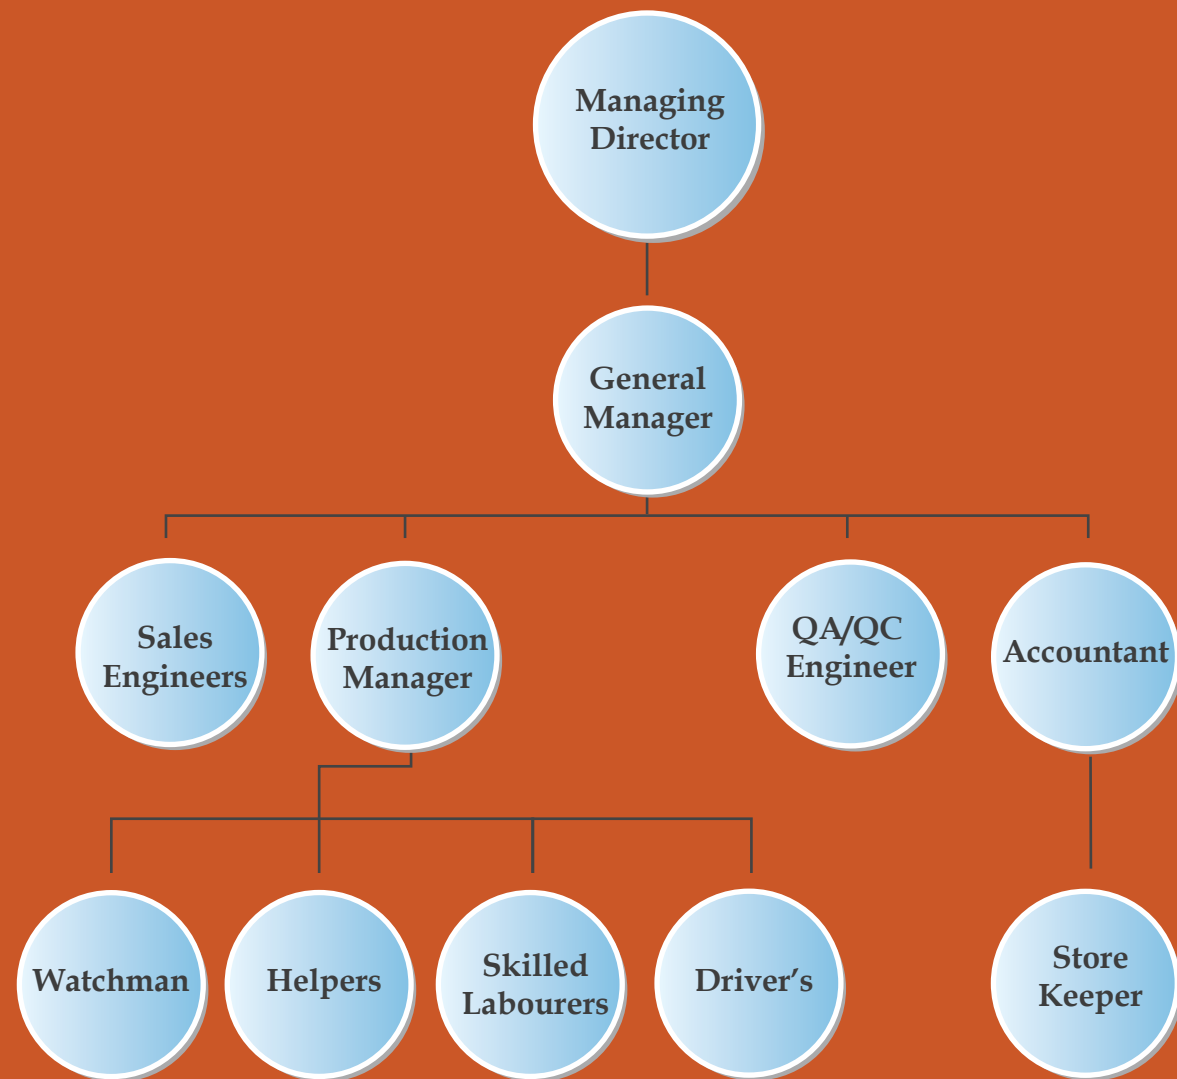 Managing
Director
General
Manager
Sales
Engineers
Production
Manager
QA/QC
Engineer
Accountant
Watchman
Helpers
Skilled
Labourers
Driver’s
Store
Keeper